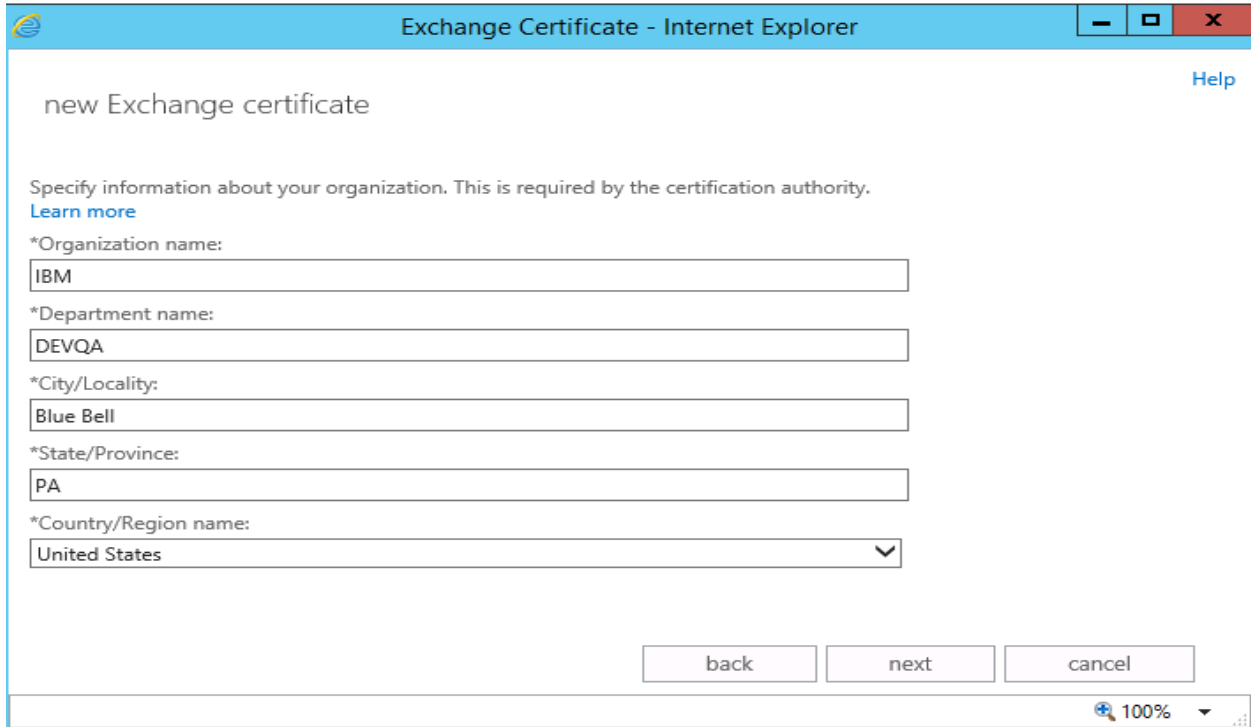 Exchange Certificate - Internet Explorer
Help
new Exchange certificate
Specify information about your organization. This is required by the certification authority.
Learn more
*Organization name:
IBM
*Department name:
DEVQA
*City/Locality:
Blue Bell
*State/Province:
PA
*Country/Region name:
United States
back next cancel
100%